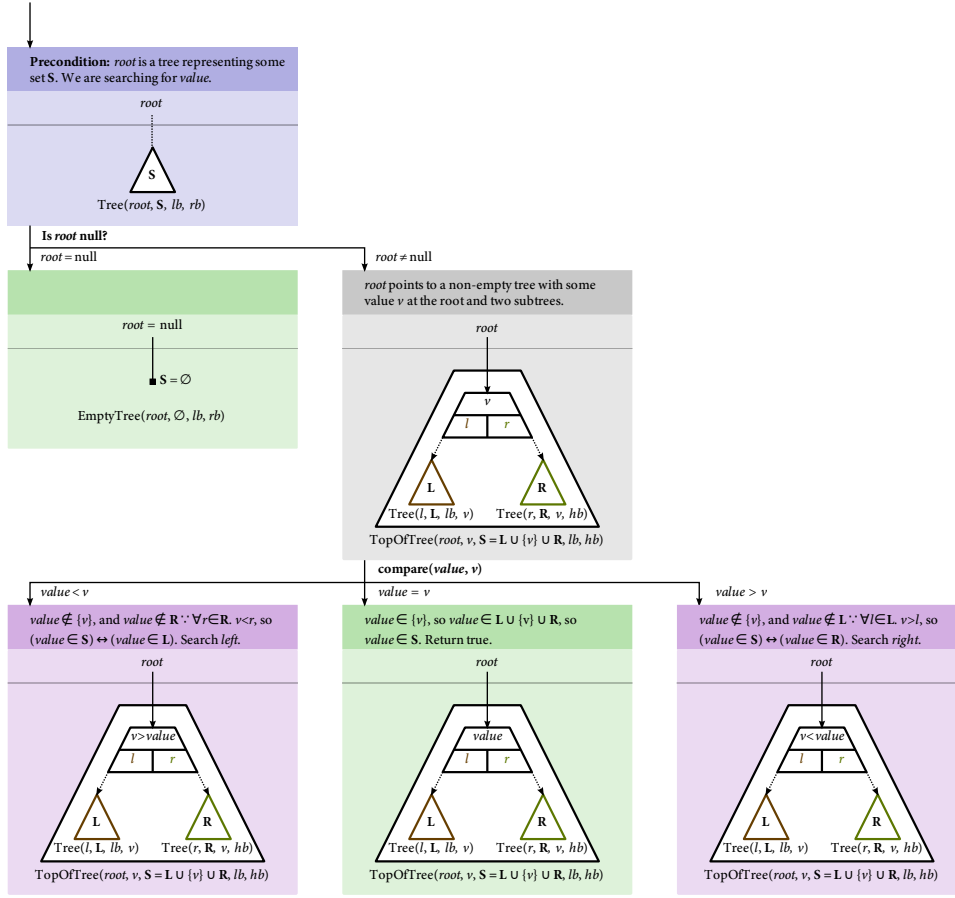 Precondition: root is a tree representing some
set S. We are searching for value.
root
S
Tree(root, S, lb, rb)
Is root null?
root = null
root ≠ null
root = null
S = ∅
EmptyTree(root, ∅, lb, rb)
root points to a non-empty tree with some
value v at the root and two subtrees.
root
v
l r
L R
Tree(l, L, lb, v) Tree(r, R, v, hb)
TopOfTree(root, v, S = L ∪ {v} ∪ R, lb, hb)
compare(value, v)
value < v
value = v
value > v
value ∉ {v}, and value ∉ R ∵ ∀r∈R. v<r, so
(value ∈ S) ↔ (value ∈ L). Search left.
root
v>value
l r
L R
Tree(l, L, lb, v) Tree(r, R, v, hb)
TopOfTree(root, v, S = L ∪ {v} ∪ R, lb, hb)
value ∈ {v}, so value ∈ L ∪ {v} ∪ R, so
value ∈ S. Return true.
root
value
l r
L R
Tree(l, L, lb, v) Tree(r, R, v, hb)
TopOfTree(root, v, S = L ∪ {v} ∪ R, lb, hb)
value ∉ {v}, and value ∉ L ∵ ∀l∈L. v>l, so
(value ∈ S) ↔ (value ∈ R). Search right.
root
v<value
l r
L R
Tree(l, L, lb, v) Tree(r, R, v, hb)
TopOfTree(root, v, S = L ∪ {v} ∪ R, lb, hb)